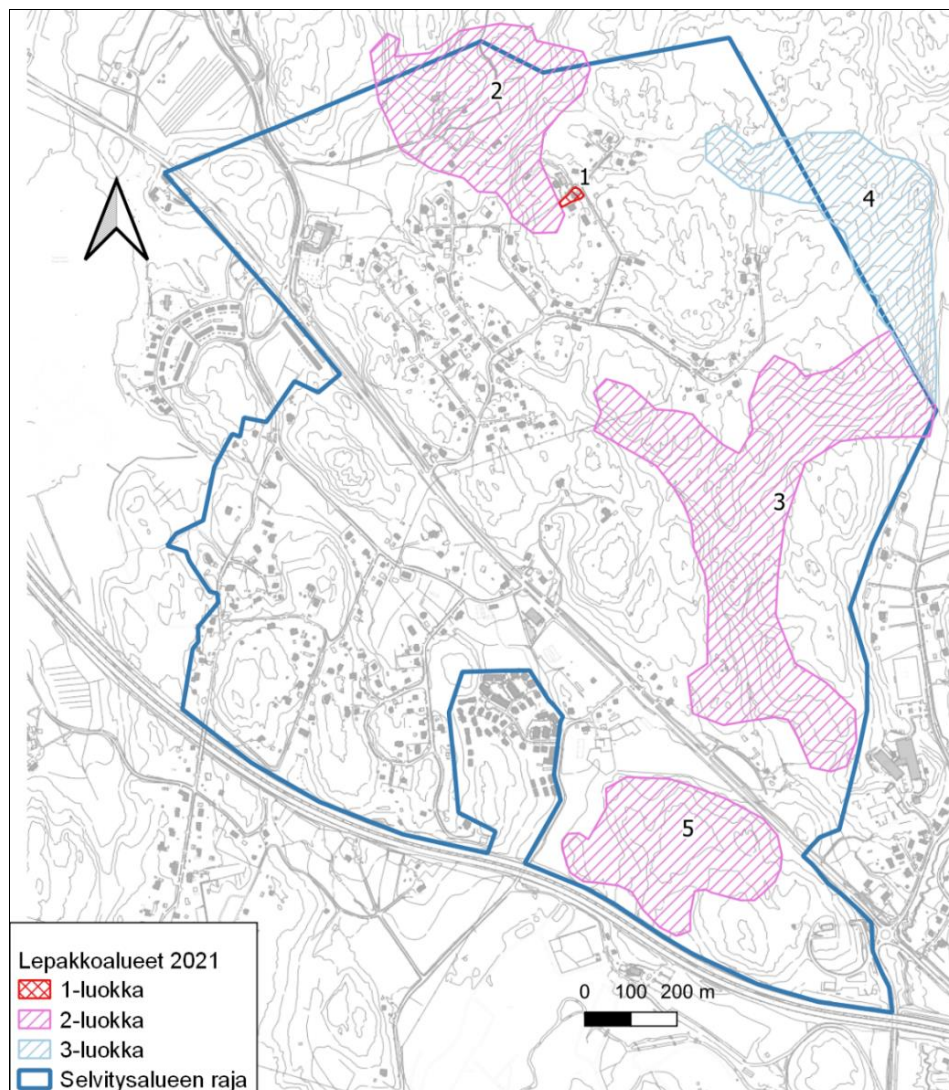 2
1
4
3
5
Lepakkoalueet 2021
1-luokka
2-luokka
3-luokka
Selvitysalueen raja
0 100 200 m